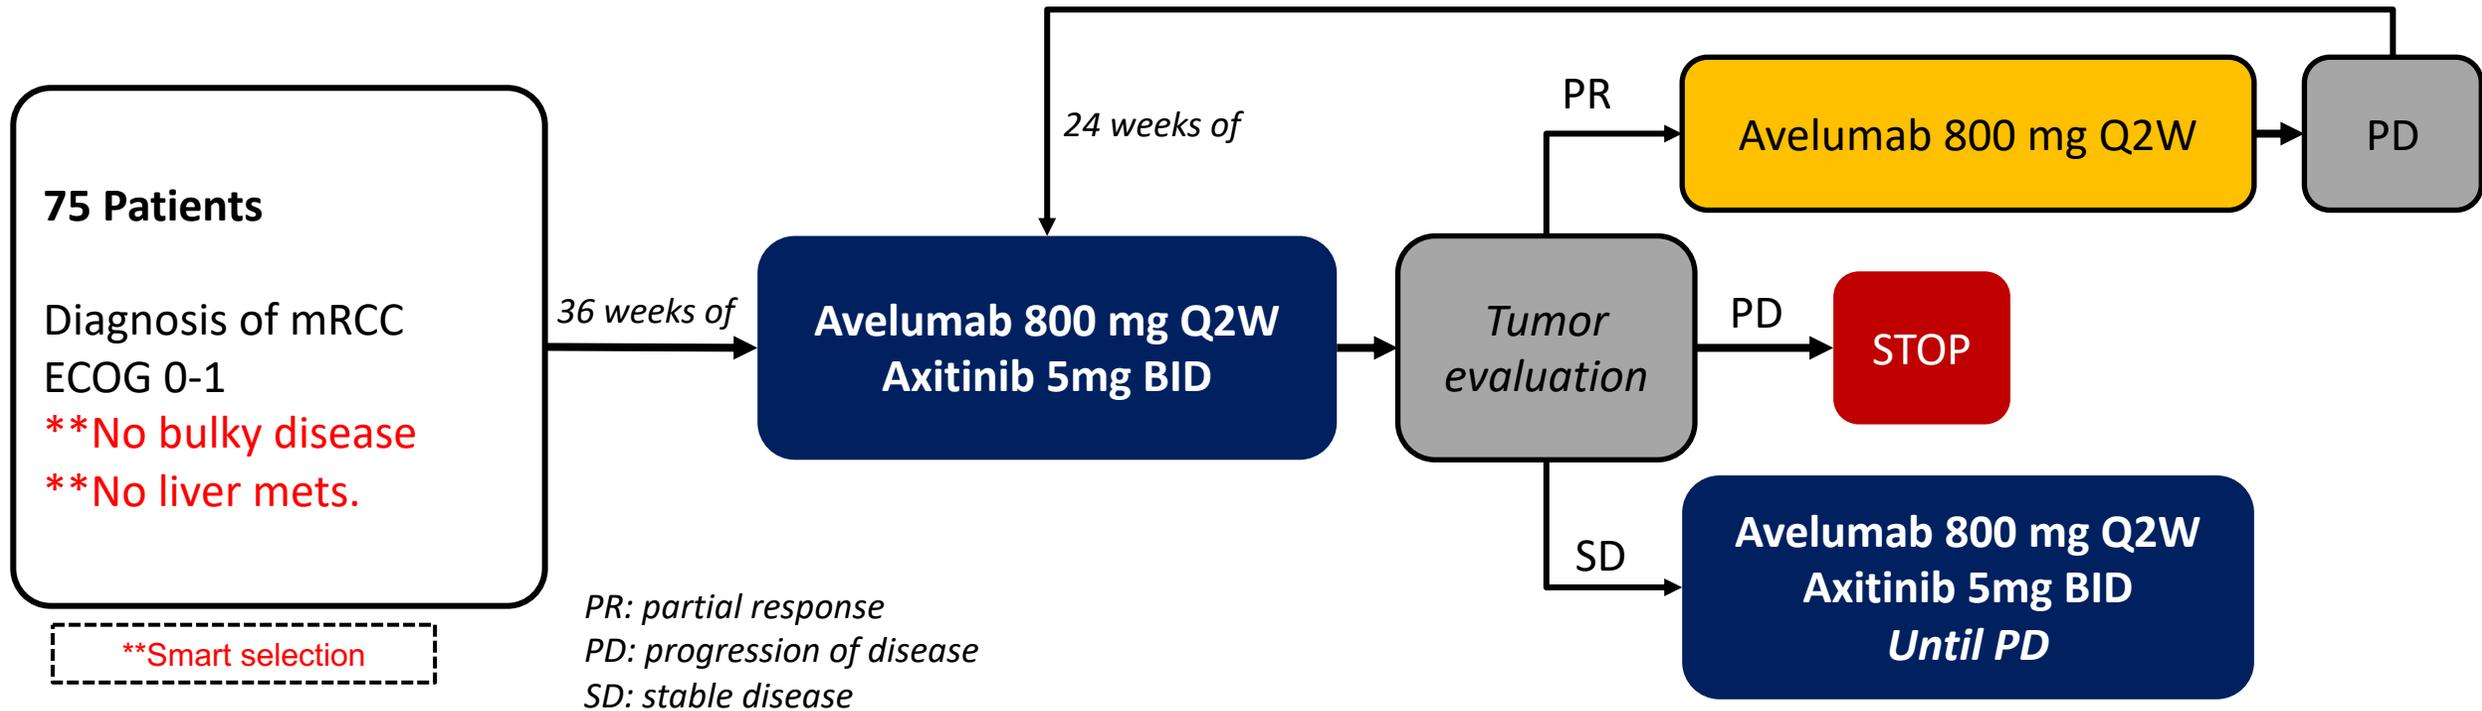 75 Patients
Diagnosis of mRCC
ECOG 0-1
**No bulky disease
**No liver mets.
**Smart selection
36 weeks of
24 weeks of
Avelumab 800 mg Q2W
Axitinib 5mg BID
Tumor
evaluation
PR
Avelumab 800 mg Q2W
PD
PD
STOP
SD
Avelumab 800 mg Q2W
Axitinib 5mg BID
Until PD
PR: partial response
PD: progression of disease
SD: stable disease